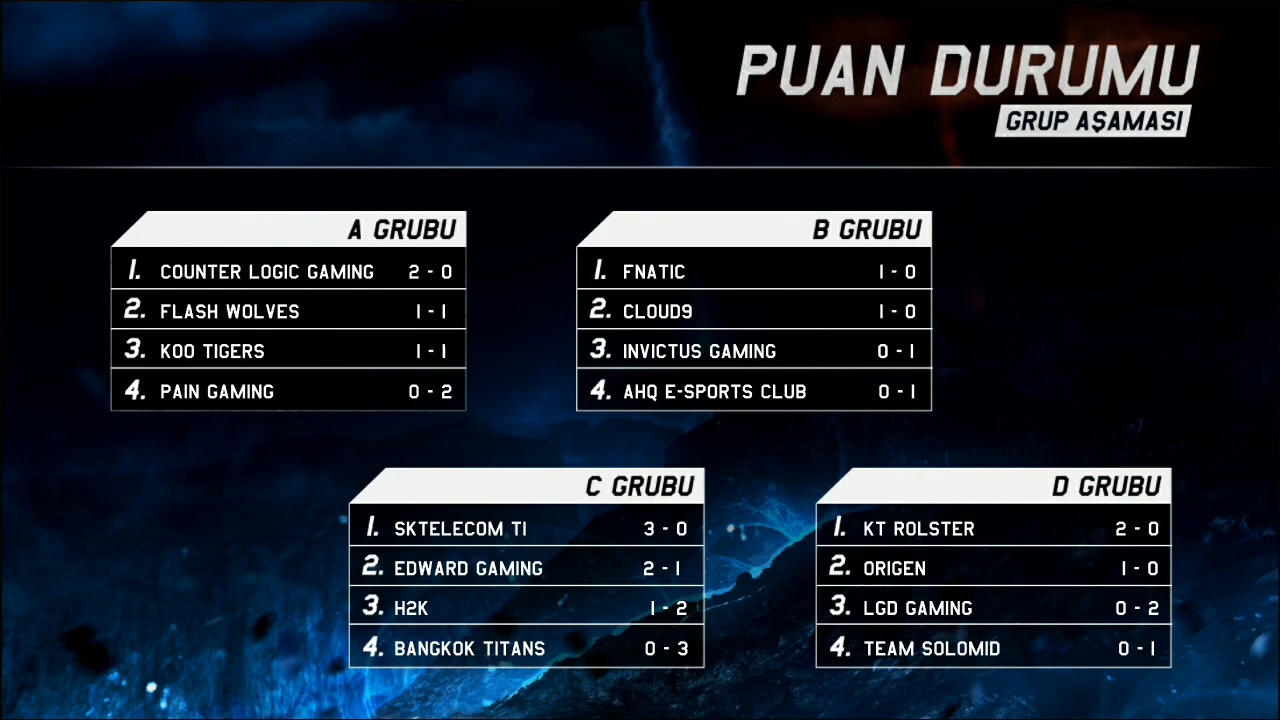 PUAN DURUMU
GRUP AŞAMASI
A GRUBU
1. COUNTER LOGIC GAMING 2 - 0
2. FLASH WOLVES 1 - 1
3. KOO TIGERS 1 - 1
4. PAIN GAMING 0 - 2
B GRUBU
1. FNATIC 1 - 0
2. CLOUD9 1 - 0
3. INVICTUS GAMING 0 - 1
4. AHQ E-SPORTS CLUB 0 - 1
C GRUBU
1. SKTELECOM T1 3 - 0
2. EDWARD GAMING 2 - 1
3. H2K 1 - 2
4. BANGKOK TITANS 0 - 3
D GRUBU
1. KT ROLSTER 2 - 0
2. ORIGEN 1 - 0
3. LGD GAMING 0 - 2
4. TEAM SOLOMID 0 - 1